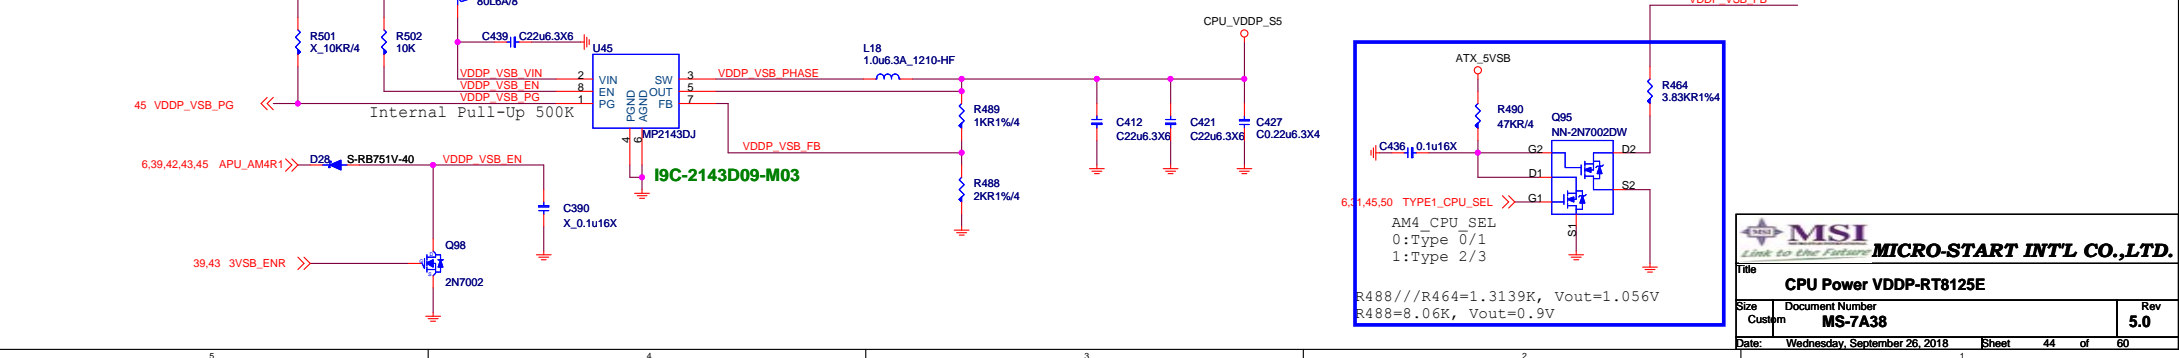 80L6A/8
VDDP_VSB_FB
R501
X_10KR/4
R502
10K
C439
C22u6.3X6
U45
VDDP_VSB_VIN
2
VIN
SW
3
VDDP_VSB_PHASE
VDDP_VSB_EN
8
EN
OUT
5
VDDP_VSB_PG
1
PG
FB
7
PGND
AGND
4
6
MP2143DJ
45 VDDP_VSB_PG
Internal Pull-Up 500K
I9C-2143D09-M03
L18
1.0u6.3A_1210-HF
CPU_VDDP_S5
R489
1KR1%/4
VDDP_VSB_FB
R488
2KR1%/4
C412
C22u6.3X6
C421
C22u6.3X6
C427
C0.22u6.3X4
6,39,42,43,45 APU_AM4R1
D28
S-RB751V-40
VDDP_VSB_EN
C390
X_0.1u16X
Q98
2N7002
39,43 3VSB_ENR
ATX_5VSB
R490
47KR/4
R464
3.83KR1%4
Q95
NN-2N7002DW
C436
0.1u16X
G2
D2
D1
S2
6,31,45,50 TYPE1_CPU_SEL
G1
S1
AM4_CPU_SEL
0:Type 0/1
1:Type 2/3
R488///R464=1.3139K, Vout=1.056V
R488=8.06K, Vout=0.9V
MSI
MSI
Link to the Future
MICRO-START INT'L CO.,LTD.
Title
CPU Power VDDP-RT8125E
Size
Document Number
Rev
Custom
MS-7A38
5.0
Date:
Wednesday, September 26, 2018
Sheet
44
of
60
5
4
3
2
1